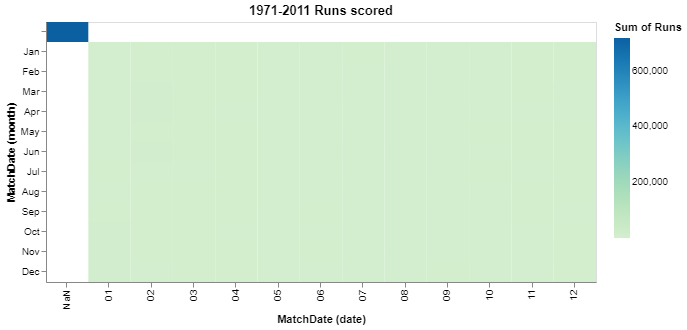 1971-2011 Runs scored
Sum of Runs
600,000
400,000
200,000
MatchDate (month)
Jan
Feb
Mar
Apr
May
Jun
Jul
Aug
Sep
Oct
Nov
Dec
NaN
01
02
03
04
05
06
07
08
09
10
11
12
MatchDate (date)